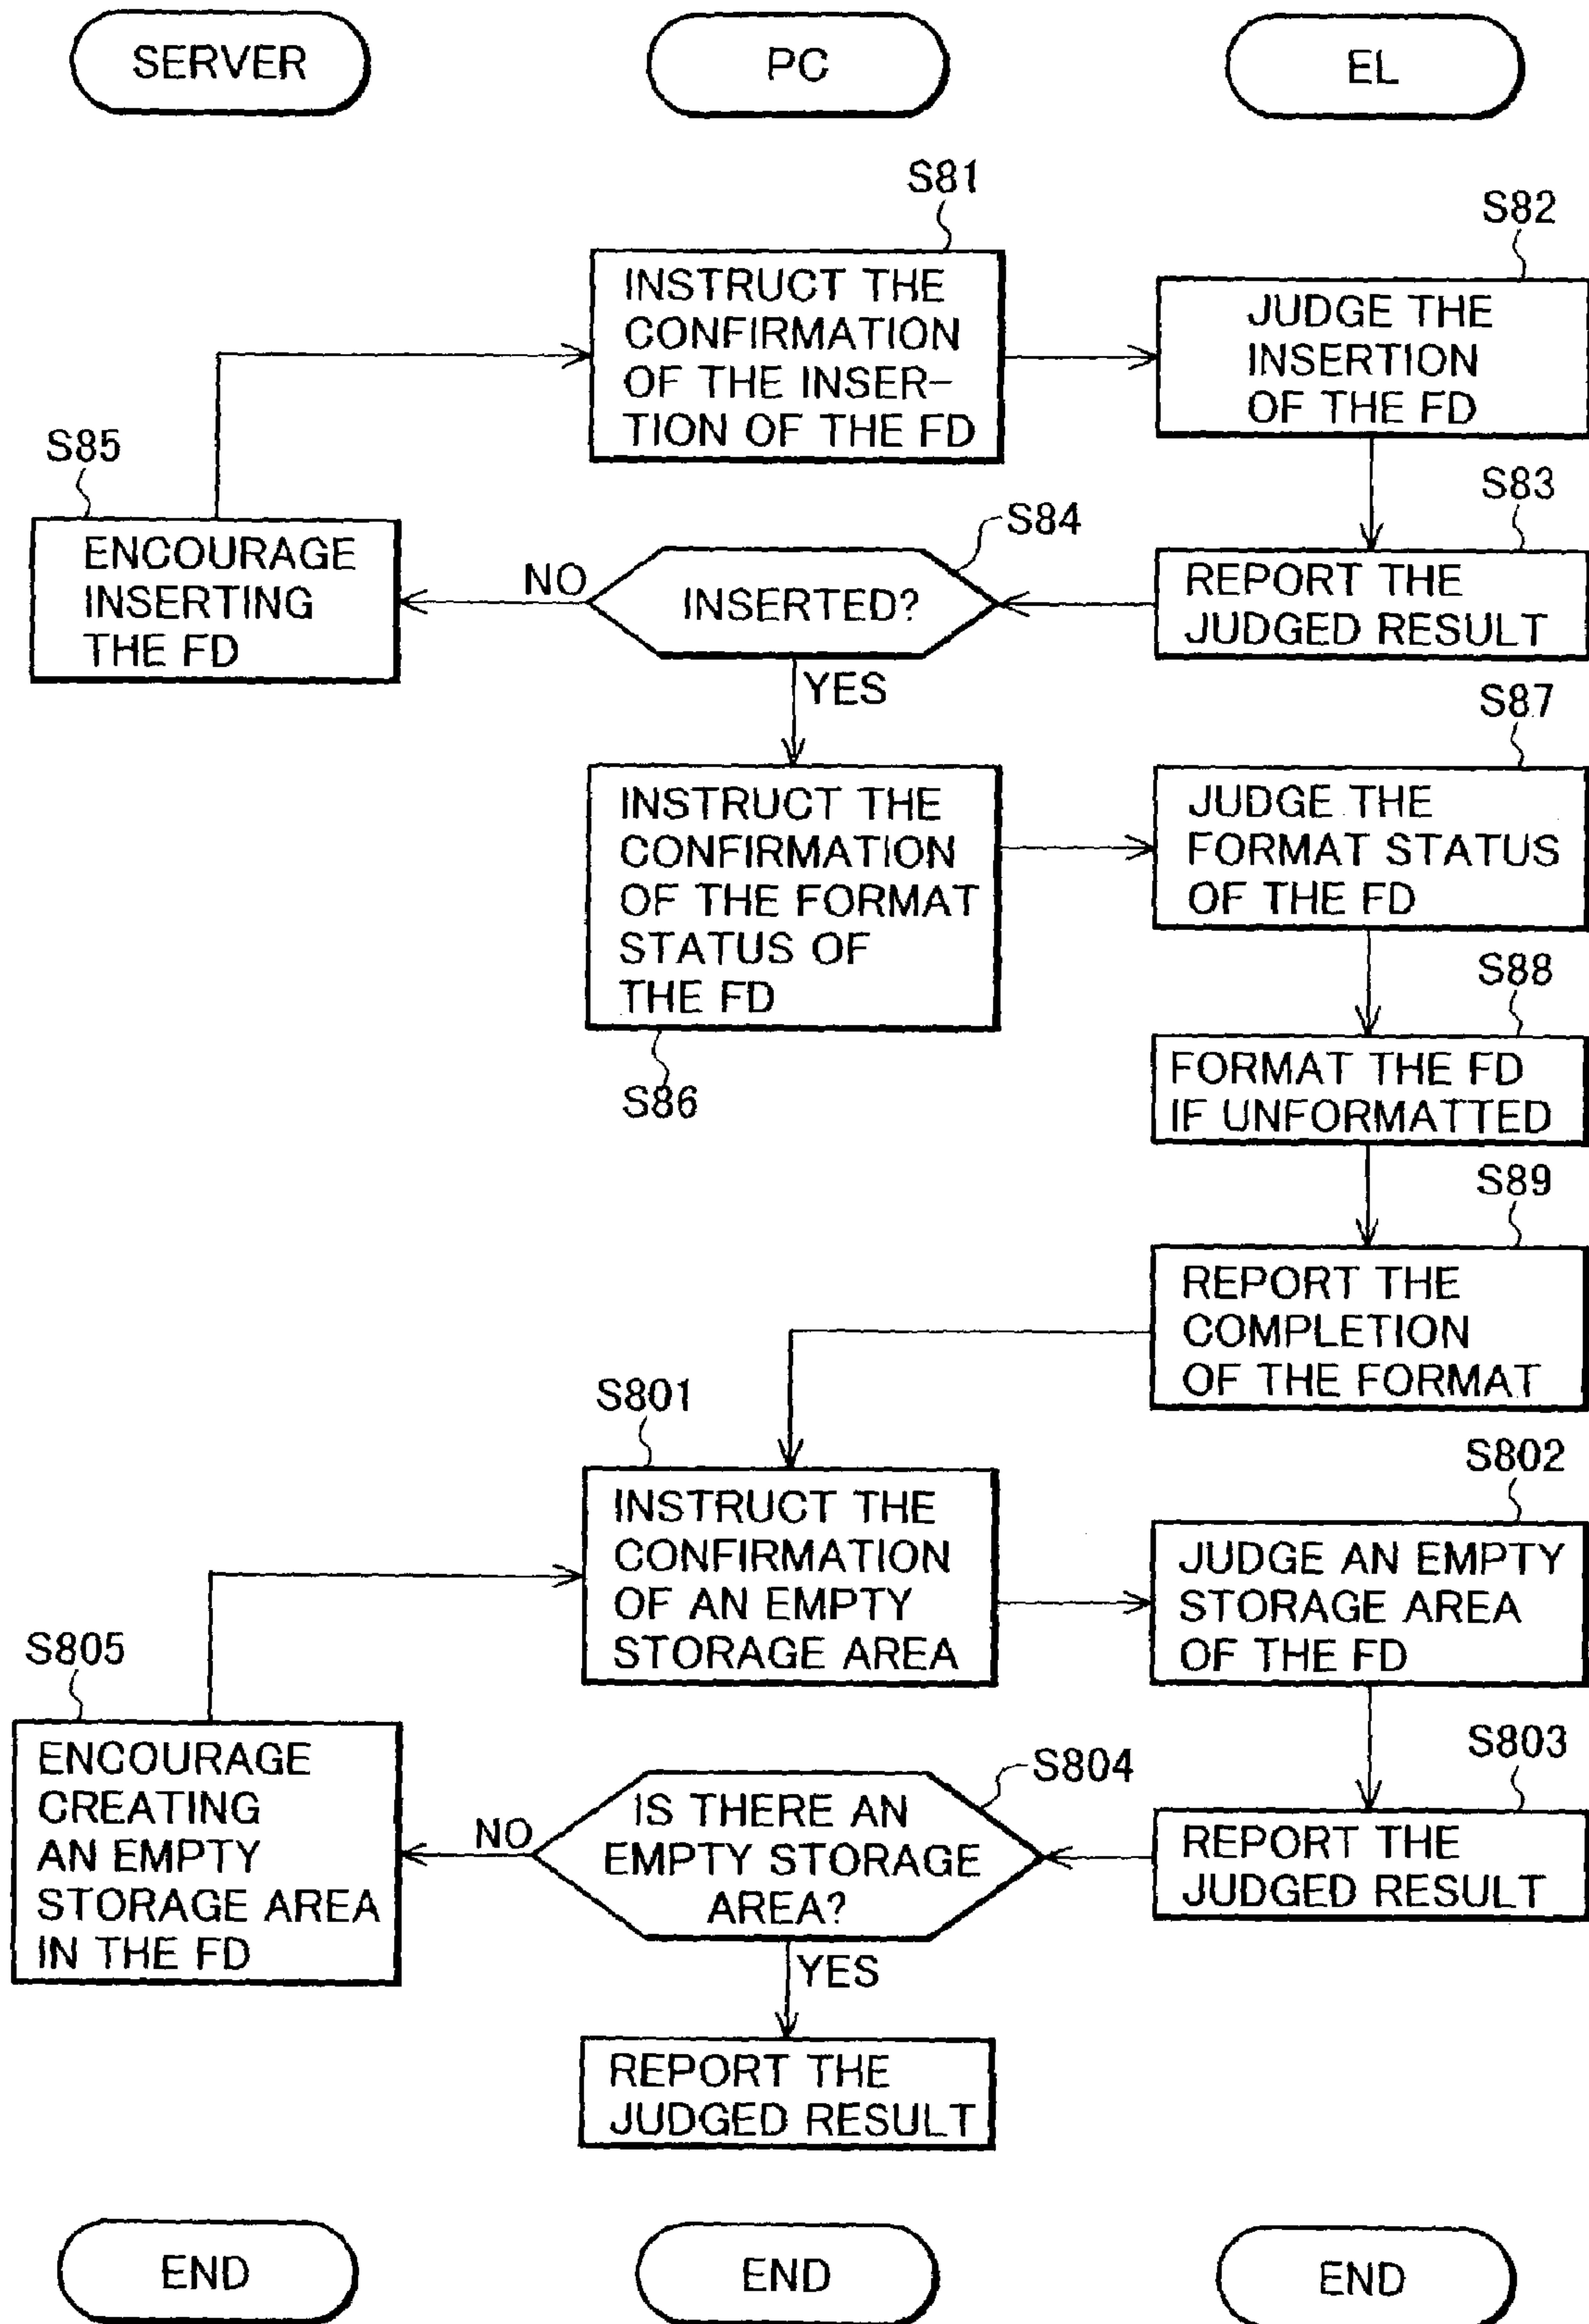 SERVER
PC
EL
S81
INSTRUCT THE
CONFIRMATION
OF THE INSER-
TION OF THE FD
S82
JUDGE THE
INSERTION
OF THE FD
S83
REPORT THE
JUDGED RESULT
S84
INSERTED?
NO
YES
S85
ENCOURAGE
INSERTING
THE FD
INSTRUCT THE
CONFIRMATION
OF THE FORMAT
STATUS OF
THE FD
S86
S87
JUDGE THE
FORMAT STATUS
OF THE FD
S88
FORMAT THE FD
IF UNFORMATTED
S89
REPORT THE
COMPLETION
OF THE FORMAT
S801
INSTRUCT THE
CONFIRMATION
OF AN EMPTY
STORAGE AREA
S802
JUDGE AN EMPTY
STORAGE AREA
OF THE FD
S803
REPORT THE
JUDGED RESULT
S804
IS THERE AN
EMPTY STORAGE
AREA?
NO
YES
S805
ENCOURAGE
CREATING
AN EMPTY
STORAGE AREA
IN THE FD
REPORT THE
JUDGED RESULT
END
END
END